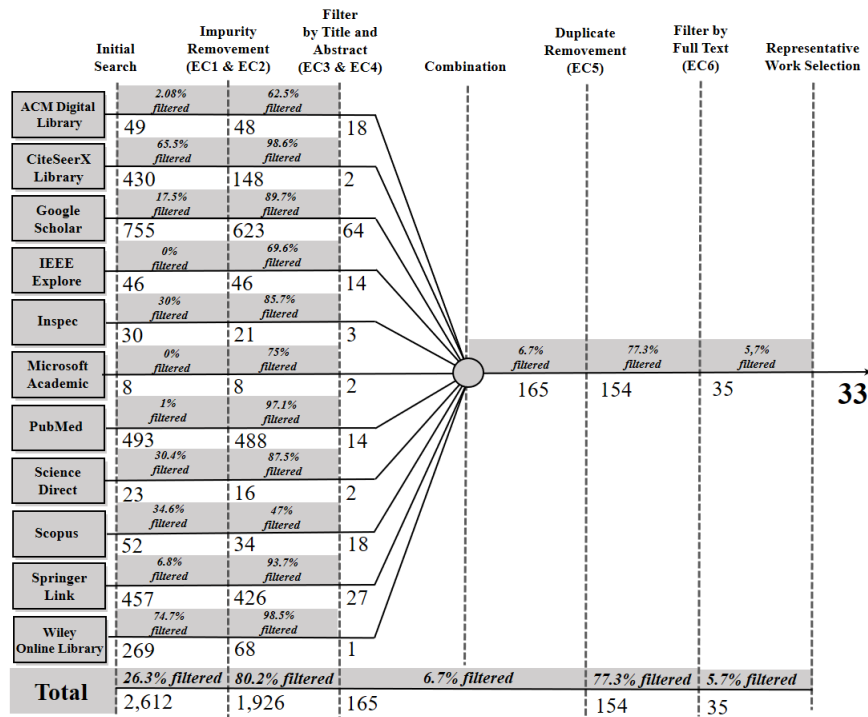 Initial
Search
Impurity
Removement
(EC1 & EC2)
Filter
by Title and
Abstract
(EC3 & EC4)
Combination
Duplicate
Removement
(EC5)
Filter by
Full Text
(EC6)
Representative
Work Selection
ACM Digital
Library
2.08%
filtered
62.5%
filtered
49 48 18
CiteSeerX
Library
65.5%
filtered
98.6%
filtered
430 148 2
Google
Scholar
17.5%
filtered
89.7%
filtered
755 623 64
IEEE
Explore
0%
filtered
69.6%
filtered
46 46 14
Inspec
30%
filtered
85.7%
filtered
30 21 3
Microsoft
Academic
0%
filtered
75%
filtered
8 8 2
PubMed
1%
filtered
97.1%
filtered
493 488 14
Science
Direct
30.4%
filtered
87.5%
filtered
23 16 2
Scopus
34.6%
filtered
47%
filtered
52 34 18
Springer
Link
6.8%
filtered
93.7%
filtered
457 426 27
Wiley
Online Library
74.7%
filtered
98.5%
filtered
269 68 1
6.7%
filtered
77.3%
filtered
5,7%
filtered
165 154 35 33
Total
26.3% filtered 80.2% filtered 6.7% filtered 77.3% filtered 5.7% filtered
2,612 1,926 165 154 35